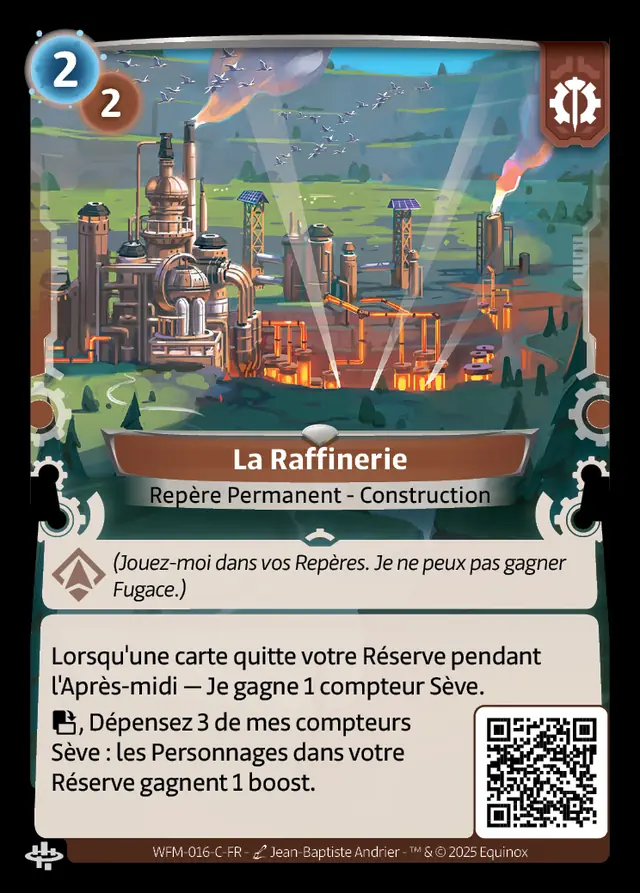 2
2
La Raffinerie
Repère Permanent - Construction
(Jouez-moi dans vos Repères. Je ne peux pas gagner
Fugace.)
Lorsqu'une carte quitte votre Réserve pendant
l'Après-midi — Je gagne 1 compteur Sève.
, Dépensez 3 de mes compteurs
Sève : les Personnages dans votre
Réserve gagnent 1 boost.
WFM-016-C-FR - Jean-Baptiste Andrier - ™ & © 2025 Equinox